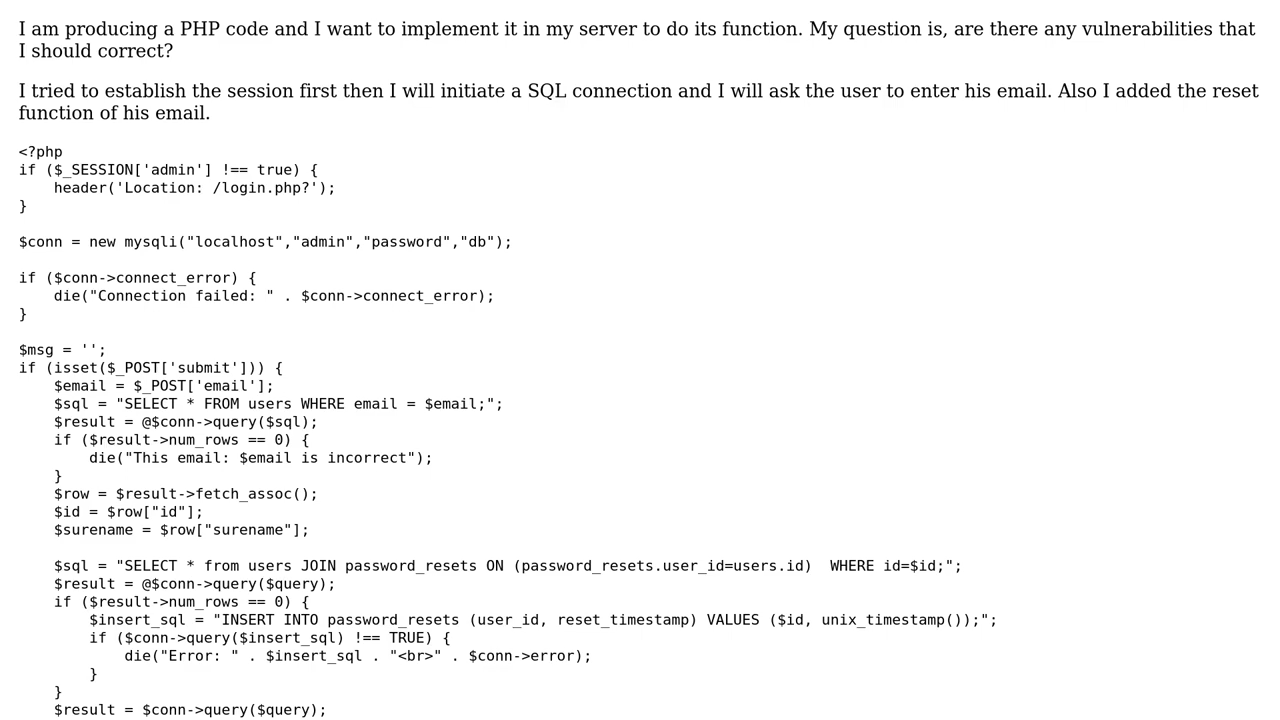 I am producing a PHP code and I want to implement it in my server to do its function. My question is, are there any vulnerabilities that
I should correct?
I tried to establish the session first then I will initiate a SQL connection and I will ask the user to enter his email. Also I added the reset
function of his email.
<?php
if ($_SESSION['admin'] !== true) {
    header('Location: /login.php?');
}
$conn = new mysqli("localhost","admin","password","db");
if ($conn->connect_error) {
    die("Connection failed: " . $conn->connect_error);
}
$msg = '';
if (isset($_POST['submit'])) {
    $email = $_POST['email'];
    $sql = "SELECT * FROM users WHERE email = $email;";
    $result = @$conn->query($sql);
    if ($result->num_rows == 0) {
        die("This email: $email is incorrect");
    }
    $row = $result->fetch_assoc();
    $id = $row["id"];
    $surename = $row["surename"];
    $sql = "SELECT * from users JOIN password_resets ON (password_resets.user_id=users.id)  WHERE id=$id;";
    $result = @$conn->query($query);
    if ($result->num_rows == 0) {
        $insert_sql = "INSERT INTO password_resets (user_id, reset_timestamp) VALUES ($id, unix_timestamp());";
        if ($conn->query($insert_sql) !== TRUE) {
            die("Error: " . $insert_sql . "<br>" . $conn->error);
        }
    }
    $result = $conn->query($query);